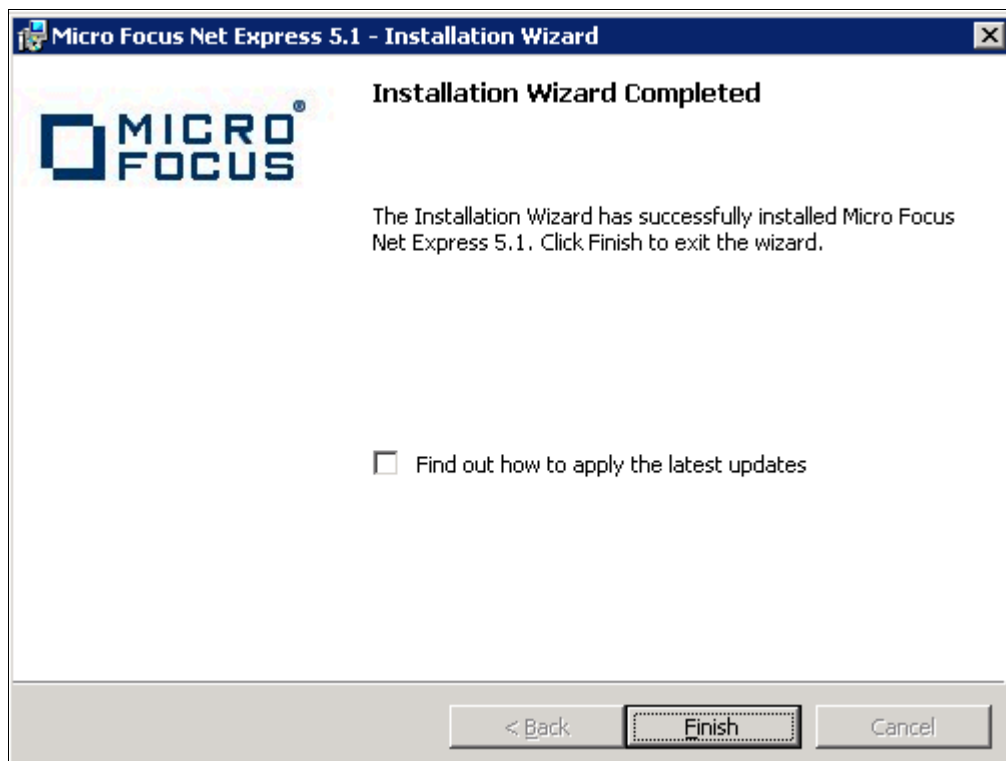 Micro Focus Net Express 5.1 - Installation Wizard
MICRO
FOCUS
®
Installation Wizard Completed
The Installation Wizard has successfully installed Micro Focus
Net Express 5.1. Click Finish to exit the wizard.
Find out how to apply the latest updates
< Back
Finish
Cancel